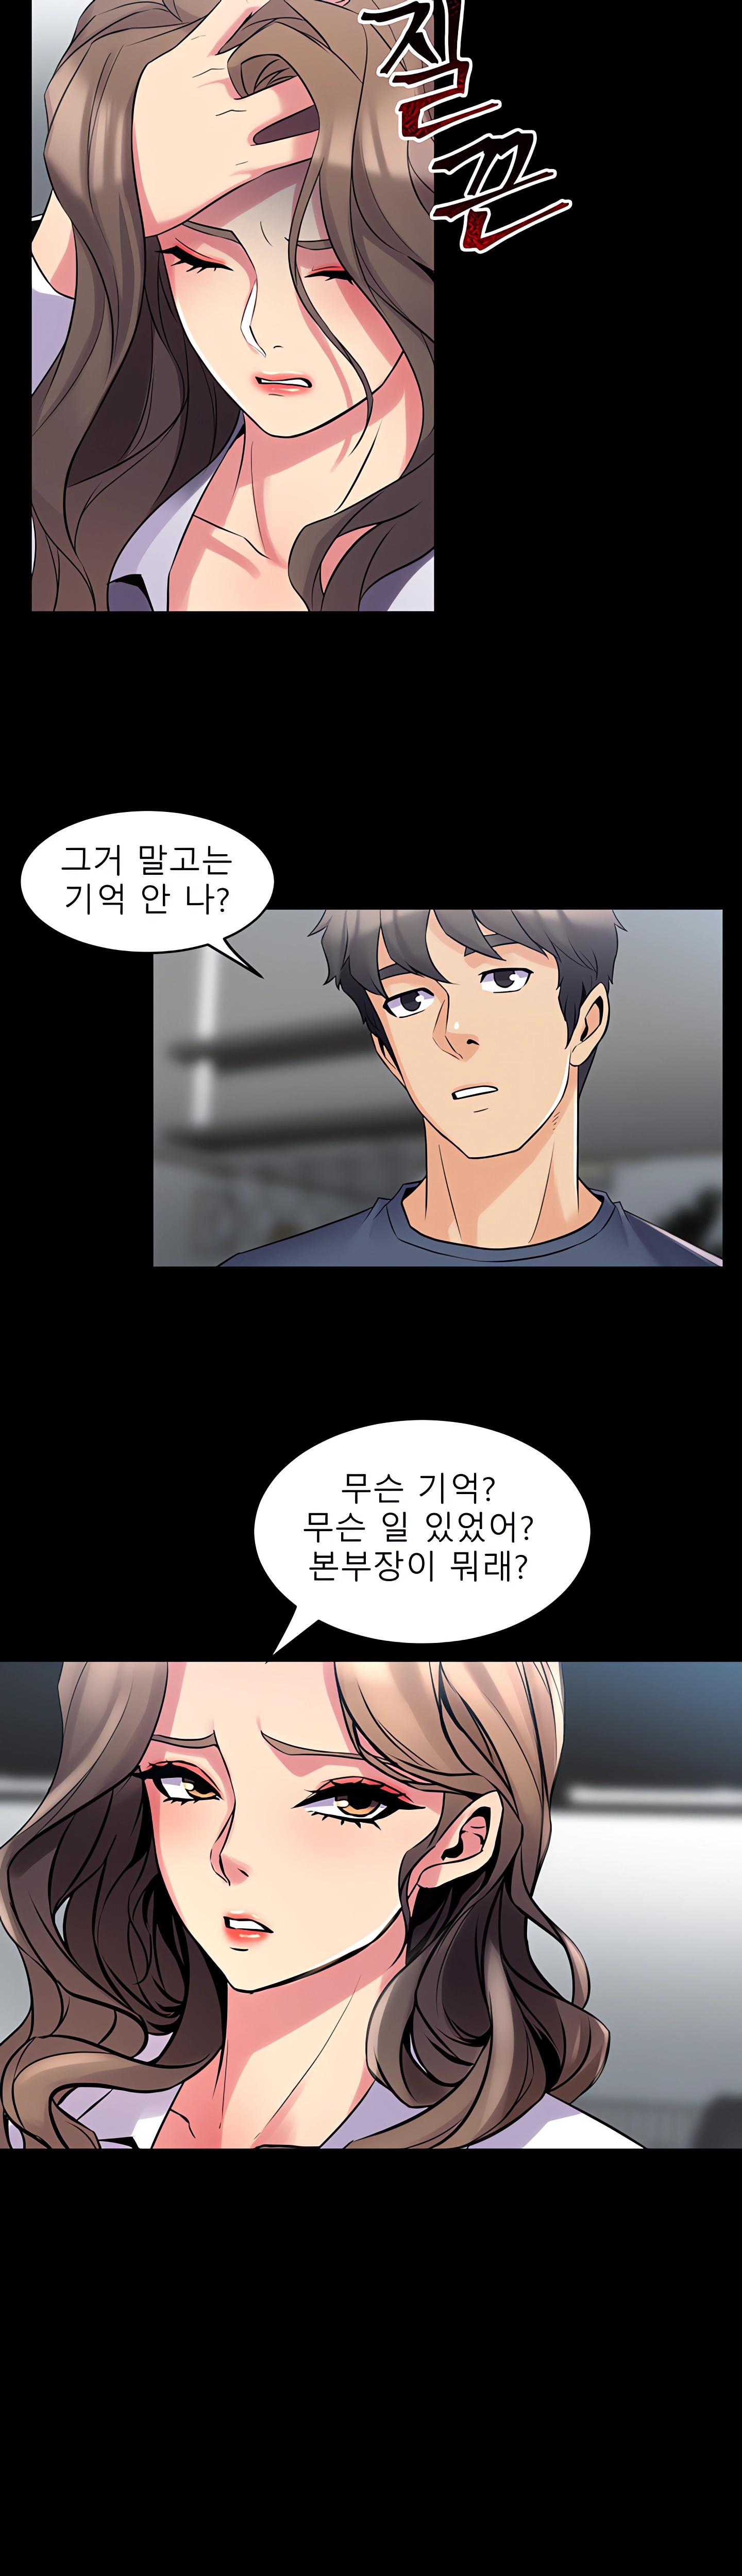 질
끈
그거 말고는
기억 안 나?
무슨 기억?
무슨 일 있었어?
본부장이 뭐래?